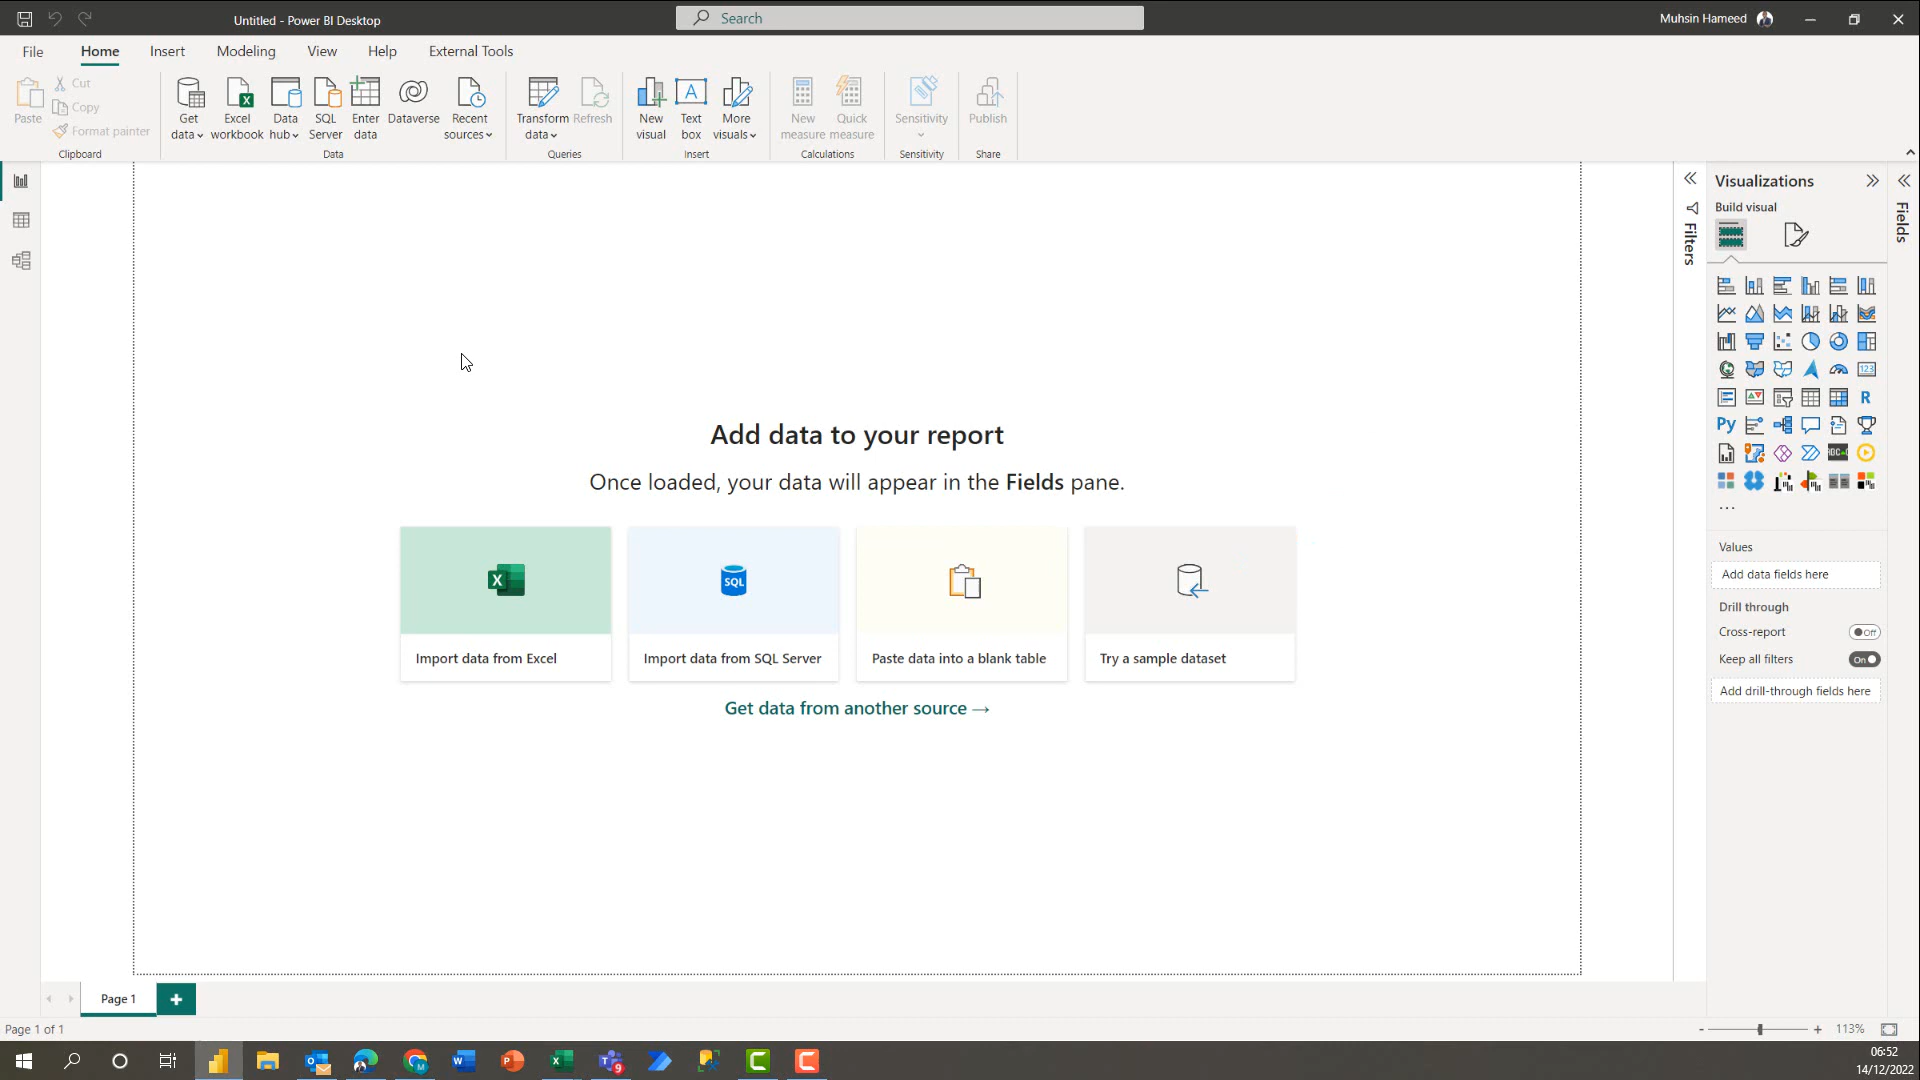 Untitled - Power BI Desktop
Search
Muhsin Hameed
File Home Insert Modeling View Help External Tools
Paste
Cut
Copy
Format painter
Clipboard
Get data
Excel workbook
Data hub
SQL Server
Enter data
Dataverse
Recent sources
Data
Transform data
Refresh
Queries
New visual
Text box
More visuals
Insert
New measure
Quick measure
Calculations
Sensitivity
Sensitivity
Publish
Share
Filters
Visualizations
Build visual
Fields
123
R
Py
Values
Add data fields here
Drill through
Cross-report
Off
Keep all filters
On
Add drill-through fields here
Add data to your report
Once loaded, your data will appear in the Fields pane.
SQL
Import data from Excel
Import data from SQL Server
Paste data into a blank table
Try a sample dataset
Get data from another source →
Page 1
Page 1 of 1
- + 113%
9
06:52
14/12/2022